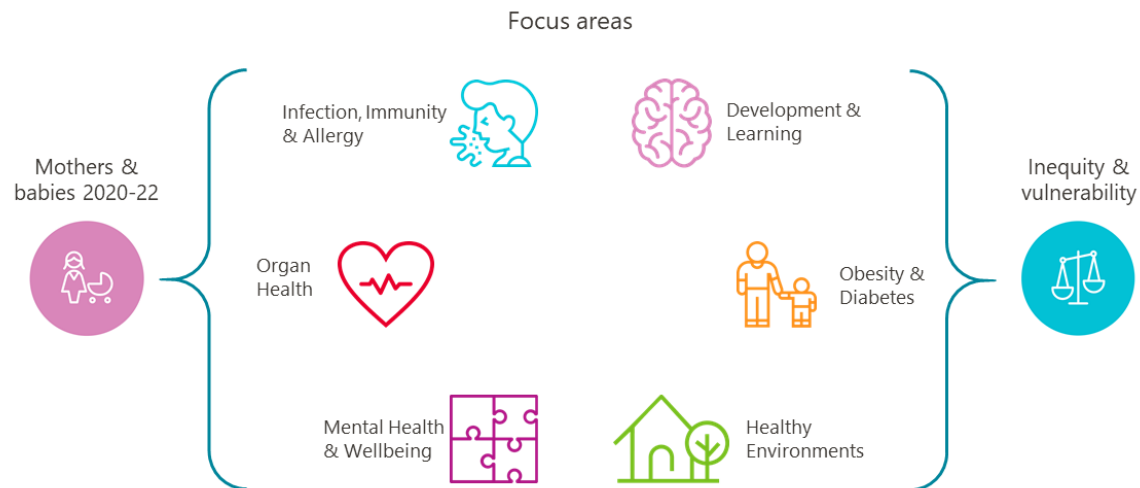 Focus areas
Mothers &
babies 2020-22
Infection, Immunity
& Allergy
Organ
Health
Mental Health
& Wellbeing
Development &
Learning
Obesity &
Diabetes
Healthy
Environments
Inequity &
vulnerability